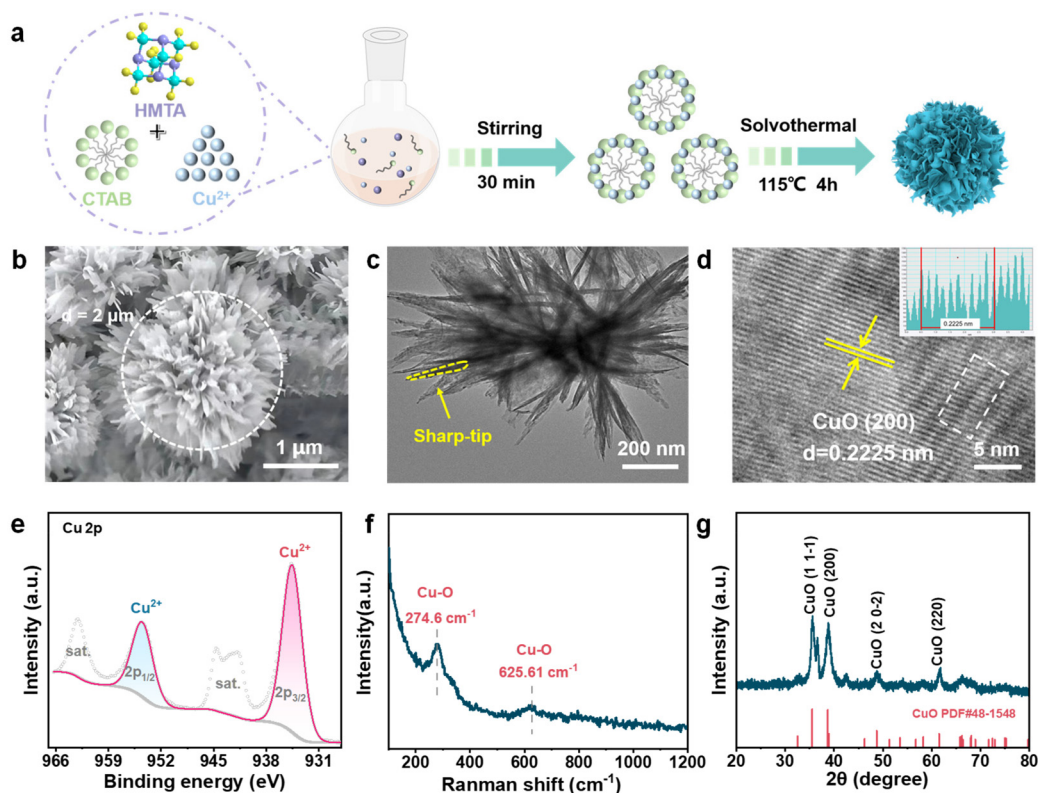 a
HMTA
+
CTAB
Cu²⁺
Stirring
30 min
Solvothermal
115℃ 4h
b
d = 2 μm
1 μm
c
Sharp-tip
200 nm
d
0.2225 nm
CuO (200)
d=0.2225 nm
5 nm
e
Cu 2p
Cu²⁺
Cu²⁺
sat.
2p1/2
sat.
2p3/2
Intensity (a.u.)
966 959 952 945 938 931
Binding energy (eV)
f
Cu-O
274.6 cm⁻¹
Cu-O
625.61 cm⁻¹
Intensity(a.u.)
200 400 600 800 1000 1200
Ranman shift (cm⁻¹)
g
CuO (1 1-1)
CuO (200)
CuO (2 0-2)
CuO (220)
CuO PDF#48-1548
Intensity (a.u.)
20 30 40 50 60 70 80
2θ (degree)